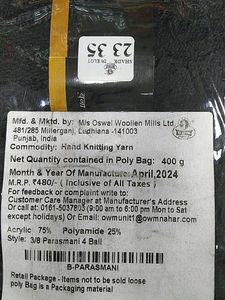 SHADE
DYELOT
23 35
Mfd. & Mktd. by: M/s Oswal Woollen Mills Ltd.
481/285 Millerganj, Ludhiana -141003
Punjab, India
Commodity: Hand Knitting Yarn
Net Quantity contained in Poly Bag: 400 g
Month & Year Of Manufacture: April,2024
M.R.P. ₹480/- ( Inclusive of All Taxes )
For feedback or complaint write to:
Customer Care Manager at Manufacturer's Address
Or Call at: 0161-5037803 (9:00 am to 6:00 pm Mon to Sat
except holidays) Or Email: owmunit1@owmnahar.com
Acrylic 75% Polyamide 25%
Style: 3/8 Parasmani 4 Ball
B-PARASMANI
Retail Package - Items not to be sold loose
poly Bag is a Packaging material